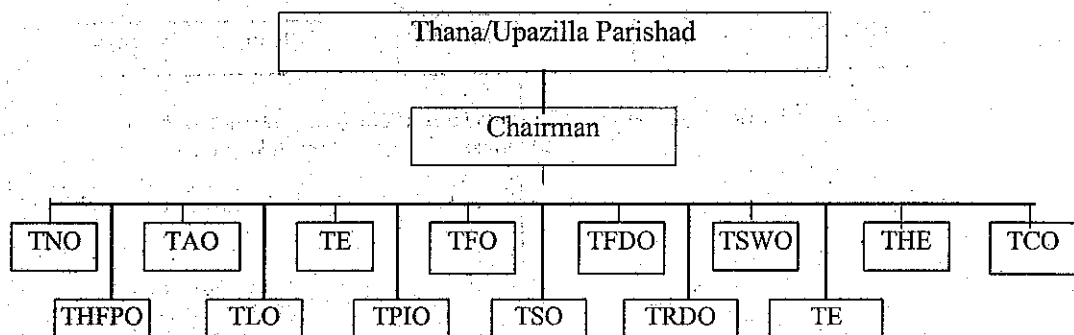 Thana/Upazilla Parishad
Chairman
TNO TAO TE TFO TFDO TSWO THE TCO
THFPO TLO TPIO TSO TRDO TE